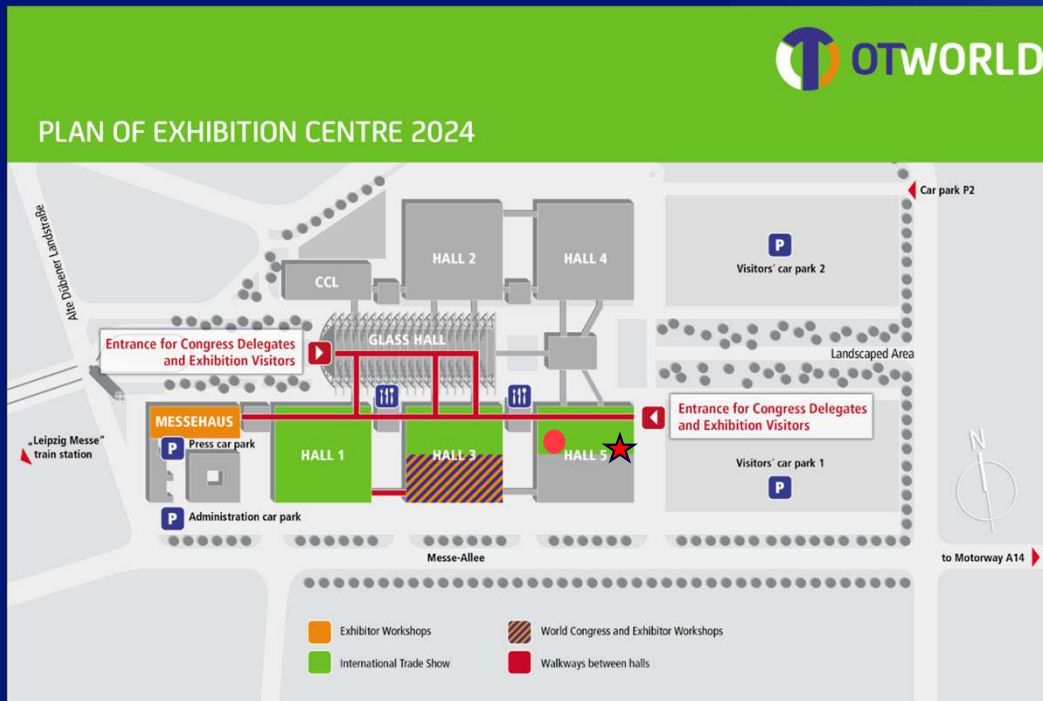 OTWORLD
PLAN OF EXHIBITION CENTRE 2024
Car park P2
Alte Dübener Landstraße
HALL 2
HALL 4
P
Visitors´ car park 2
CCL
Entrance for Congress Delegates
and Exhibition Visitors
GLASS HALL
Landscaped Area
MESSEHAUS
Entrance for Congress Delegates
and Exhibition Visitors
„Leipzig Messe“
train station
P
Press car park
HALL 1
HALL 3
HALL 5
Visitors´ car park 1
P
N
P
Administration car park
Messe-Allee
to Motorway A14
Exhibitor Workshops
World Congress and Exhibitor Workshops
International Trade Show
Walkways between halls